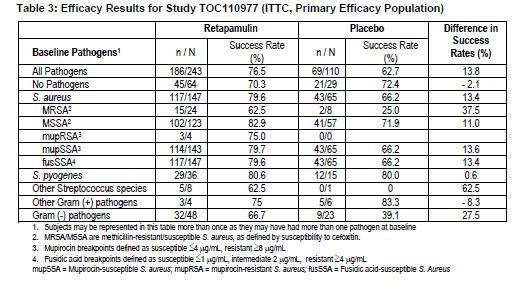 Table 3: Efficacy Results for Study TOC110977 (ITTC, Primary Efficacy Population)
Retapamulin Placebo Difference in Success Rates (%)
Baseline Pathogens1 n / N Success Rate (%) n / N Success Rate (%)
All Pathogens 186/243 76.5 69/110 62.7 13.8
No Pathogens 45/64 70.3 21/29 72.4 - 2.1
S. aureus 117/147 79.6 43/65 66.2 13.4
MRSA2 15/24 62.5 2/8 25.0 37.5
MSSA2 102/123 82.9 41/57 71.9 11.0
mupRSA3 3/4 75.0 0/0
mupSSA3 114/143 79.7 43/65 66.2 13.6
fusSSA4 117/147 79.6 43/65 66.2 13.4
S. pyogenes 29/36 80.6 12/15 80.0 0.6
Other Streptococcus species 5/8 62.5 0/1 0 62.5
Other Gram (+) pathogens 3/4 75 5/6 83.3 - 8.3
Gram (-) pathogens 32/48 66.7 9/23 39.1 27.5
1. Subjects may be represented in this table more than once as they may have had more than one pathogen at baseline
2. MRSA/MSSA are methicillin-resistant/susceptible S. aureus, as defined by susceptibility to cefoxitin.
3. Mupirocin breakpoints defined as susceptible ≤4 µg/mL, resistant ≥8 µg/mL
4. Fusidic acid breakpoints defined as susceptible ≤1 µg/mL, intermediate 2 µg/mL, resistant ≥4 µg/mL
mupSSA = Mupirocin-susceptible S. aureus; mupRSA = mupirocin-resistant S. aureus; fusSSA = Fusidic acid-susceptible S. Aureus